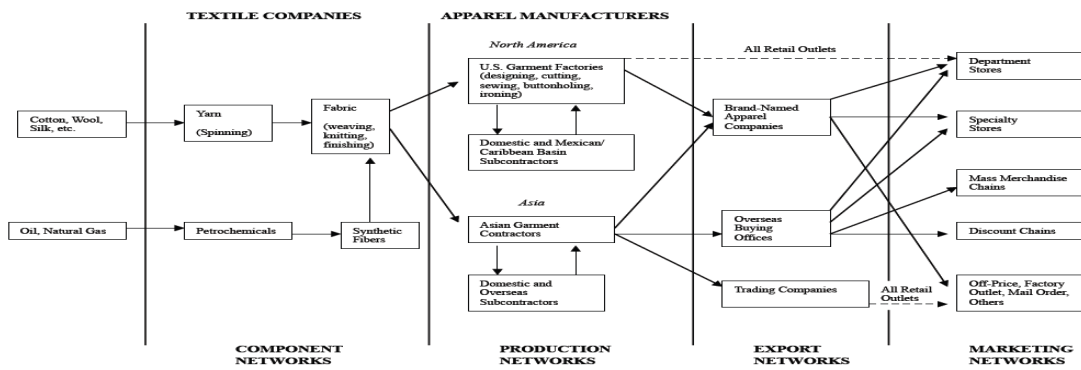 TEXTILE COMPANIES
APPAREL MANUFACTURERS
North America
All Retail Outlets
U.S. Garment Factories
(designing, cutting,
sewing, buttonholing,
ironing)
Department
Stores
Cotton, Wool,
Silk, etc.
Yarn
(Spinning)
Fabric
(weaving,
knitting,
finishing)
Brand-Named
Apparel
Companies
Specialty
Stores
Domestic and Mexican/
Caribbean Basin
Subcontractors
Mass Merchandise
Chains
Asia
Oil, Natural Gas
Petrochemicals
Synthetic
Fibers
Asian Garment
Contractors
Overseas
Buying
Offices
Discount Chains
Domestic and
Overseas
Subcontractors
Trading Companies
All Retail
Outlets
Off-Price, Factory
Outlet, Mail Order,
Others
COMPONENT
NETWORKS
PRODUCTION
NETWORKS
EXPORT
NETWORKS
MARKETING
NETWORKS